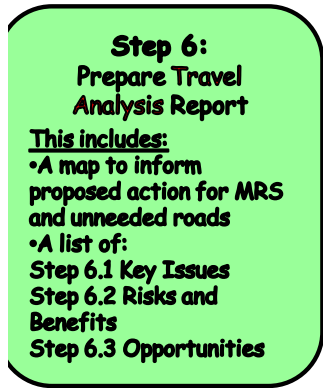 Step 6:
Prepare Travel
Analysis Report
This includes:
•A map to inform
proposed action for MRS
and unneeded roads
•A list of:
Step 6.1 Key Issues
Step 6.2 Risks and
Benefits
Step 6.3 Opportunities